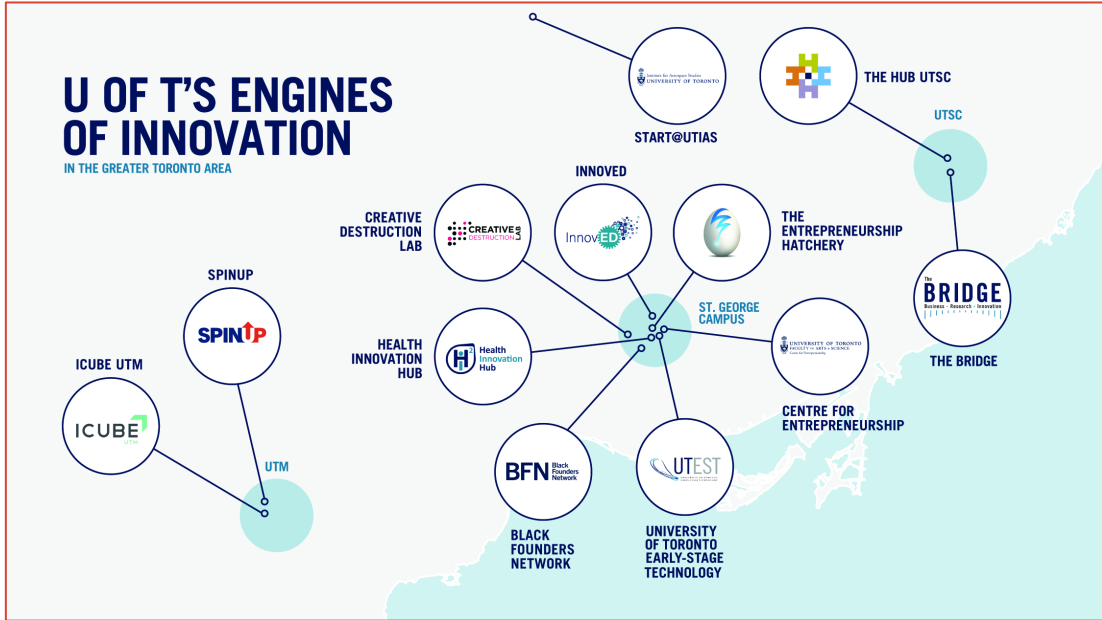 U OF T'S ENGINES
OF INNOVATION
IN THE GREATER TORONTO AREA
Institute for Aerospace Studies
UNIVERSITY OF TORONTO
START@UTIAS
THE HUB UTSC
UTSC
INNOVED
InnovED
CREATIVE
DESTRUCTION
LAB
CREATIVE
DESTRUCTION
LAB
THE
ENTREPRENEURSHIP
HATCHERY
The
BRIDGE
Business - Research - Innovation
THE BRIDGE
ST. GEORGE
CAMPUS
SPINUP
SPINUP
HEALTH
INNOVATION
HUB
H2i
Health
Innovation
Hub
UNIVERSITY OF TORONTO
FACULTY OF ARTS & SCIENCE
Centre for Entrepreneurship
CENTRE FOR
ENTREPRENEURSHIP
ICUBE UTM
ICUBE
UTM
UTM
BFN
Black
Founders
Network
BLACK
FOUNDERS
NETWORK
UTEST
UNIVERSITY
OF TORONTO
EARLY-STAGE
TECHNOLOGY